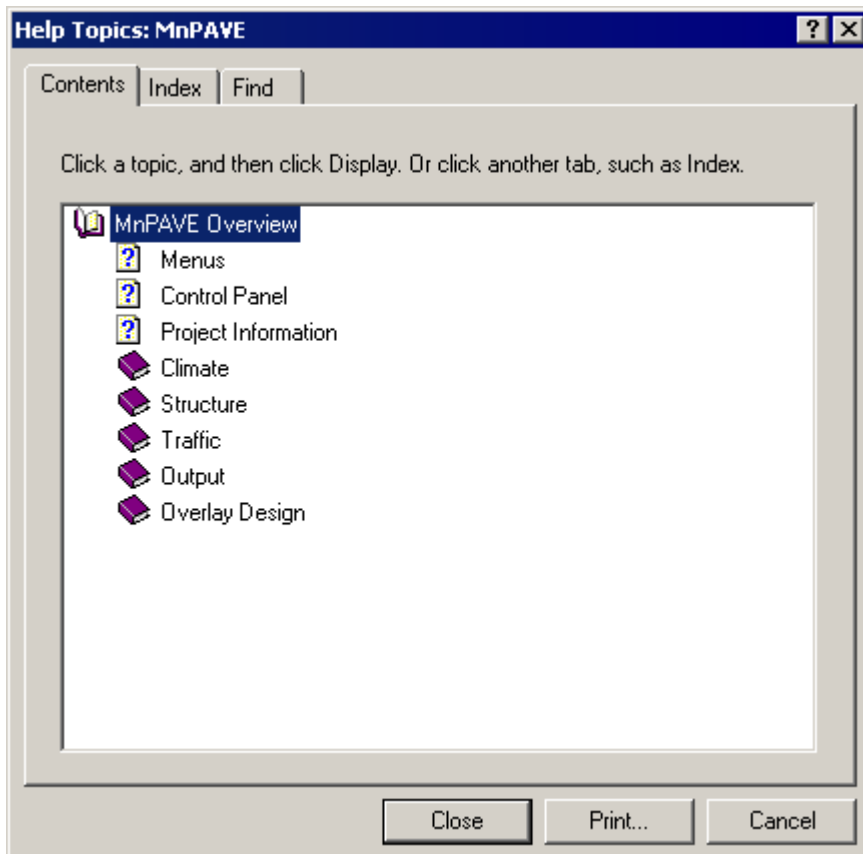 Help Topics: MnPAVE
Contents Index Find
Click a topic, and then click Display. Or click another tab, such as Index.
MnPAVE Overview
Menus
Control Panel
Project Information
Climate
Structure
Traffic
Output
Overlay Design
Close Print... Cancel